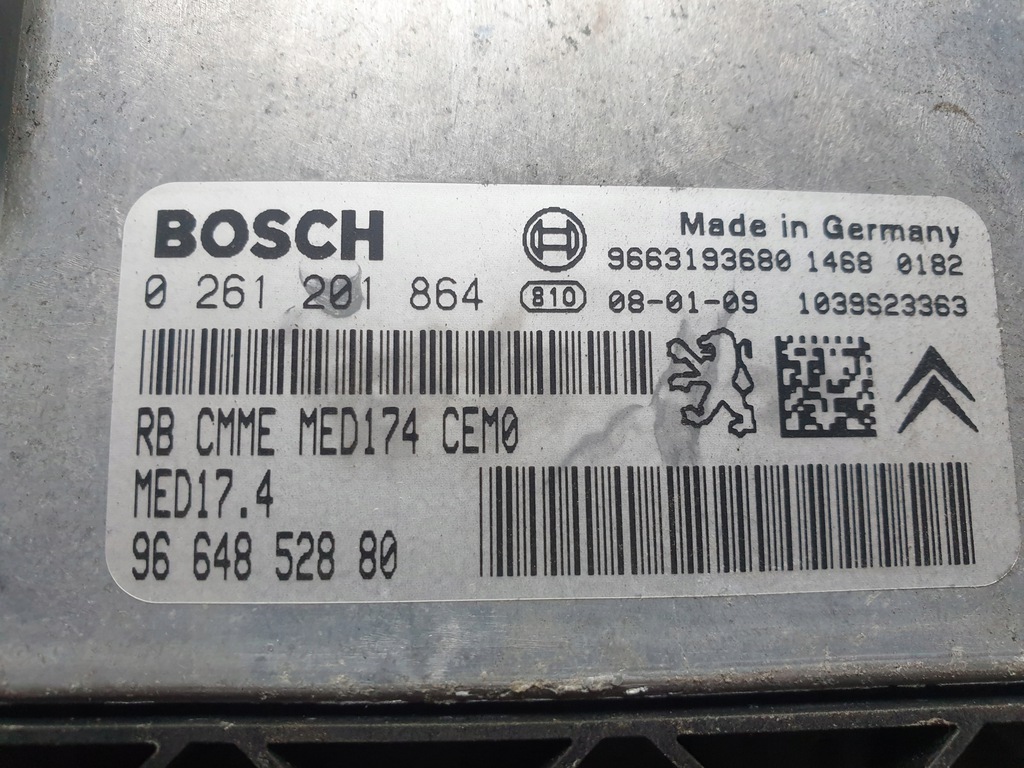 BOSCH
Made in Germany
9663193680 1468 0182
0 261 201 864
810
08-01-09 1039S23363
RB CMME MED174 CEM0
MED17.4
96 648 528 80